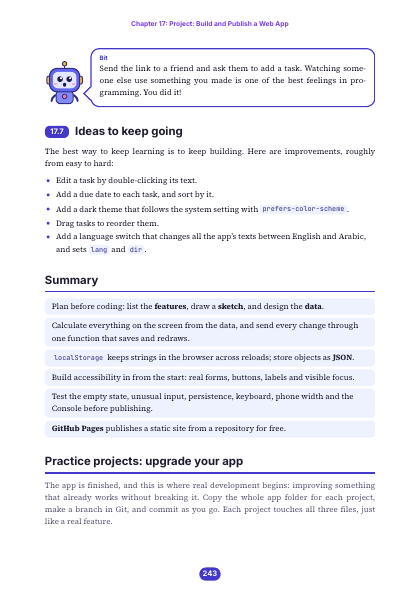 Chapter 17: Project: Build and Publish a Web App
Bit
Send the link to a friend and ask them to add a task. Watching some-
one else use something you made is one of the best feelings in pro-
gramming. You did it!
17.7 Ideas to keep going
The best way to keep learning is to keep building. Here are improvements, roughly
from easy to hard:
• Edit a task by double-clicking its text.
• Add a due date to each task, and sort by it.
• Add a dark theme that follows the system setting with prefers-color-scheme.
• Drag tasks to reorder them.
• Add a language switch that changes all the app's texts between English and Arabic,
and sets lang and dir.
Summary
Plan before coding: list the features, draw a sketch, and design the data.
Calculate everything on the screen from the data, and send every change through
one function that saves and redraws.
localStorage keeps strings in the browser across reloads; store objects as JSON.
Build accessibility in from the start: real forms, buttons, labels and visible focus.
Test the empty state, unusual input, persistence, keyboard, phone width and the
Console before publishing.
GitHub Pages publishes a static site from a repository for free.
Practice projects: upgrade your app
The app is finished, and this is where real development begins: improving something
that already works without breaking it. Copy the whole app folder for each project,
make a branch in Git, and commit as you go. Each project touches all three files, just
like a real feature.
243